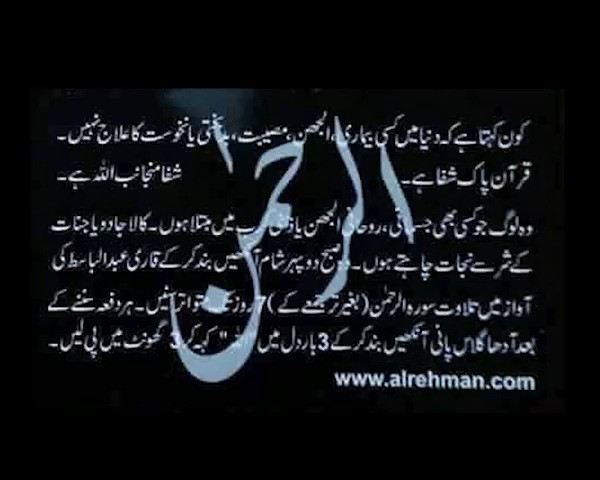 کون کہتا ہے کہ دنیا میں کسی بیماری، الجھن، مصیبت، بدبختی یا نحوست کا علاج نہیں۔
قرآن پاک شفا ہے۔ شفا منجانب اللہ ہے۔
وہ لوگ جو کسی بھی جسمانی، روحانی الجھن یا میں مبتلا ہوں۔ کالا جادو یا جنات
کے شر سے نجات چاہتے ہوں۔ وہ صبح دوپہر شام آنکھیں بند کر کے قاری عبدالباسط کی
آواز میں تلاوت سورہ الرحمٰن (بغیر ترجمے کے) 7 روز تک متواتر سنیں۔ ہر دفعہ سننے کے
بعد آدھا گلاس پانی آنکھیں بند کر کے 3 بار دل میں "اللہ" کہہ کر 3 گھونٹ میں پی لیں۔
الرحمن
www.alrehman.com